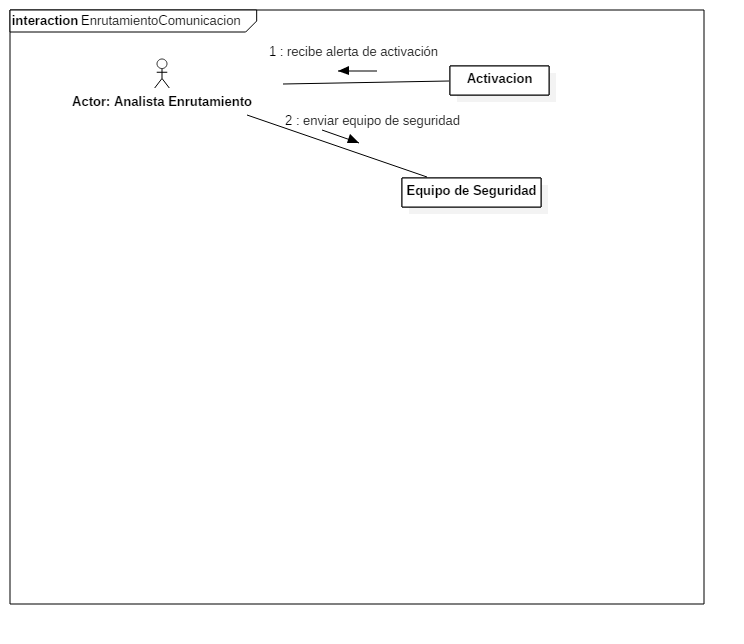 interaction EnrutamientoComunicacion
1 : recibe alerta de activación
Activacion
Actor: Analista Enrutamiento
2 : enviar equipo de seguridad
Equipo de Seguridad